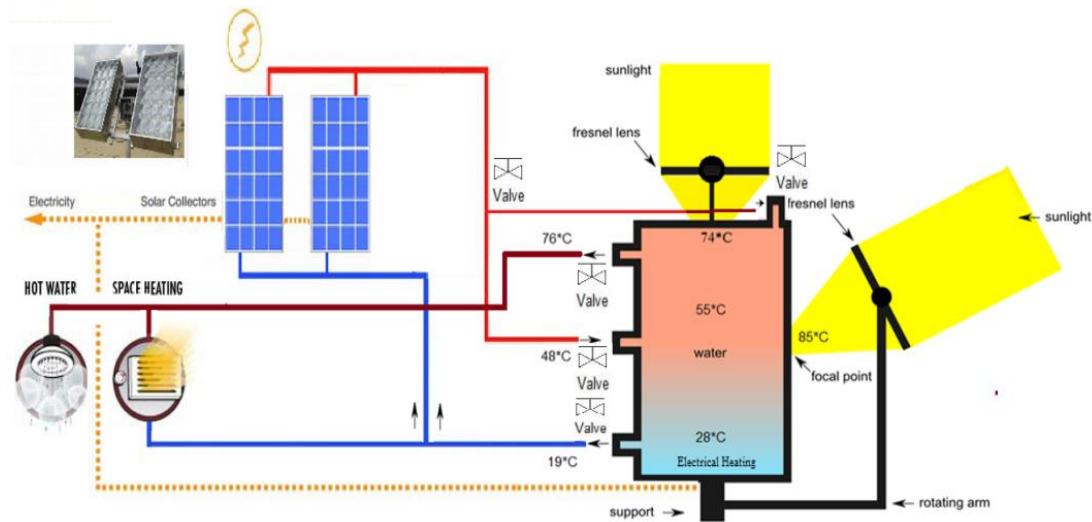 sunlight
fresnel lens
Valve
Valve
Electricity
Solar Collectors
fresnel lens
sunlight
76*C
74*C
HOT WATER
SPACE HEATING
Valve
55*C
85*C
48*C
water
focal point
Valve
Valve
28*C
19*C
Electrical Heating
support
rotating arm